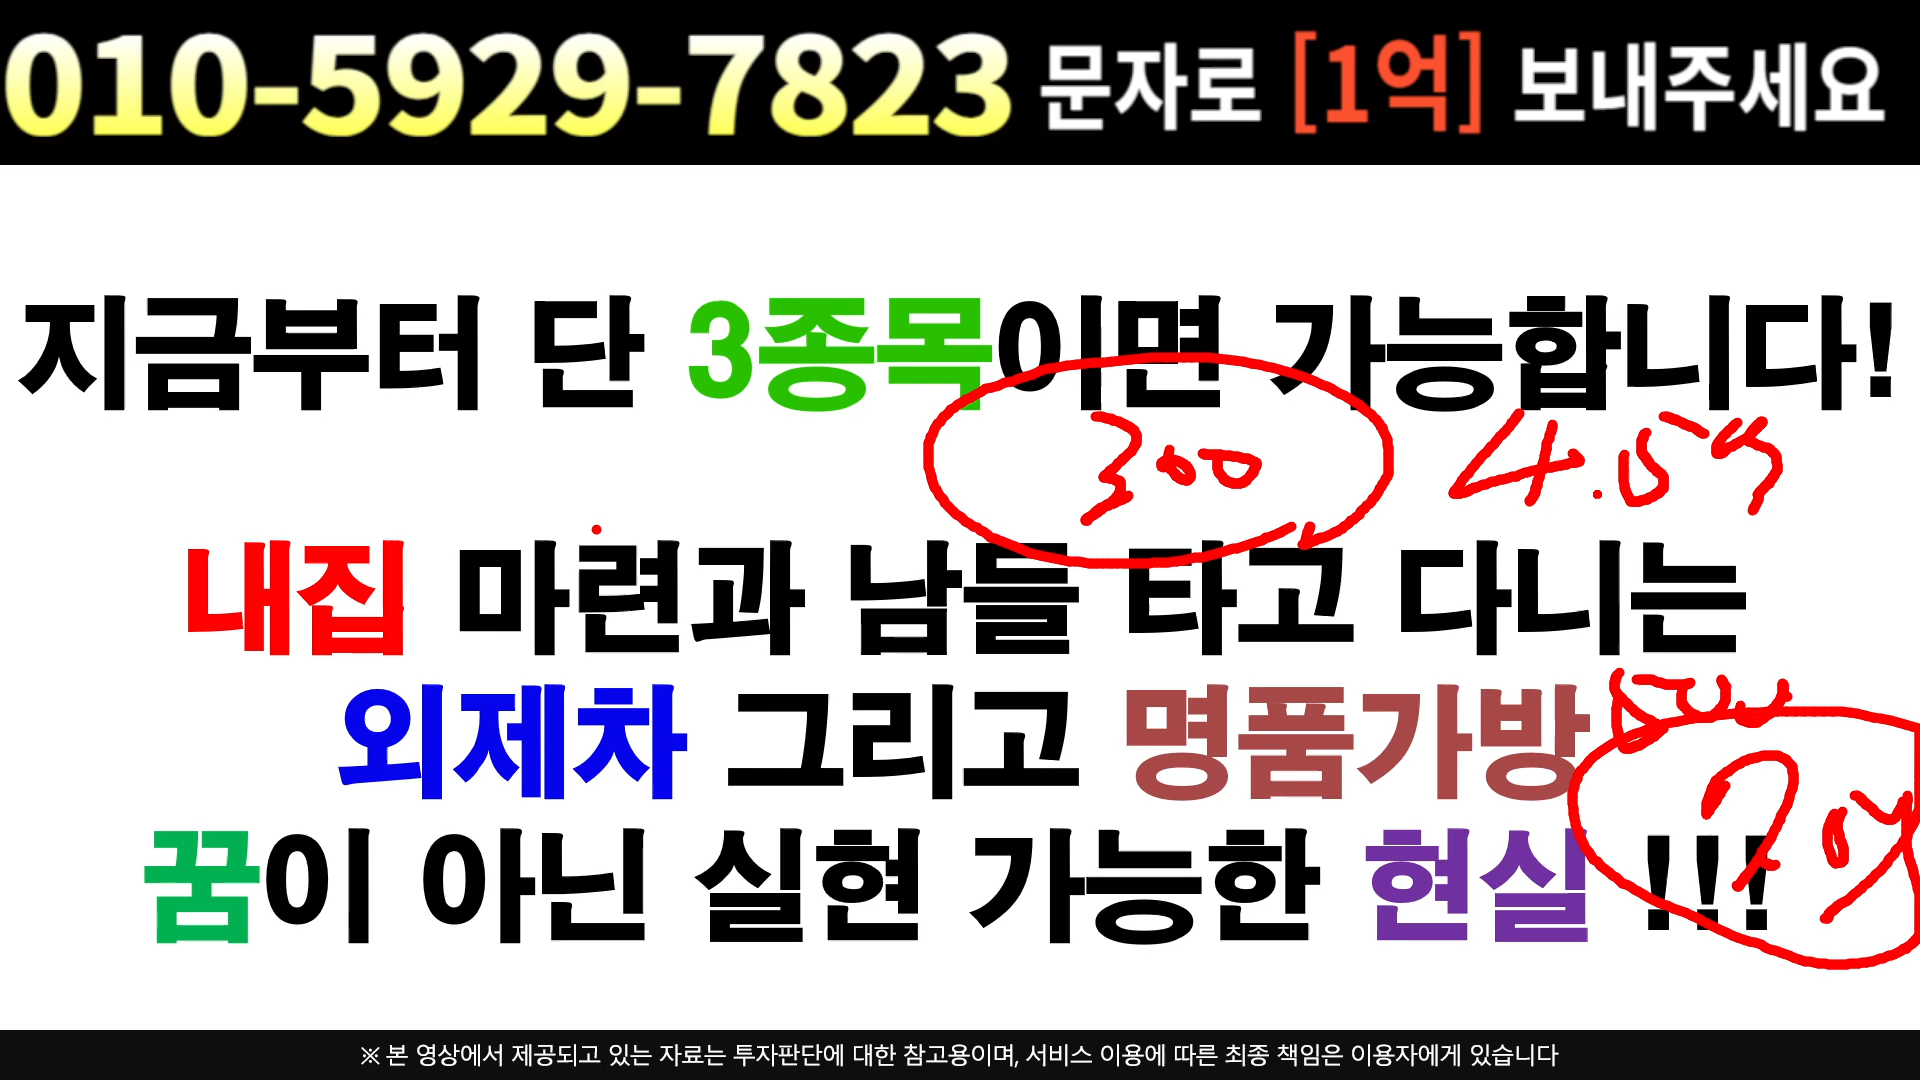 010-5929-7823 문자로 [1억] 보내주세요
지금부터 단 3종목이면 가능합니다!
300
4.5억
내집 마련과 남들 타고 다니는
외제차 그리고 명품가방
500
꿈이 아닌 실현 가능한 현실 !!!
※ 본 영상에서 제공되고 있는 자료는 투자판단에 대한 참고용이며, 서비스 이용에 따른 최종 책임은 이용자에게 있습니다